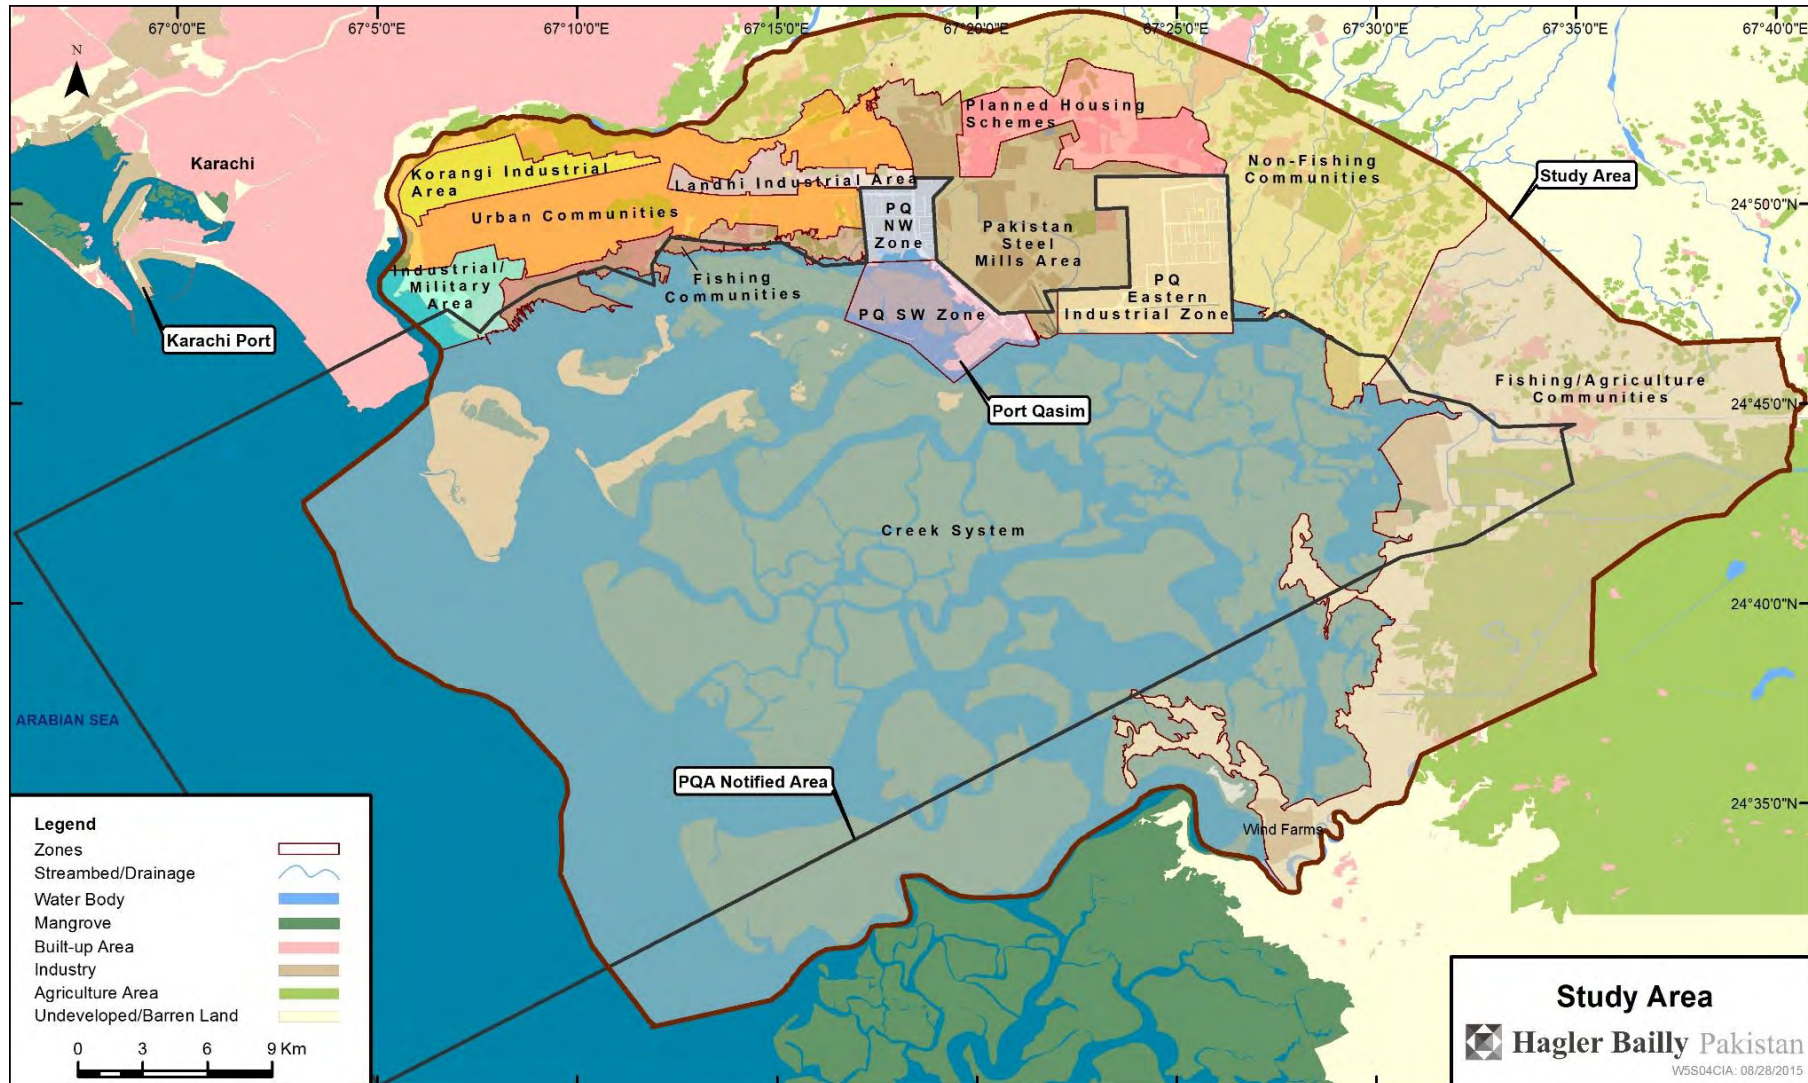 67°0'0"E
67°5'0"E
67°10'0"E
67°15'0"E
67°20'0"E
67°25'0"E
67°30'0"E
67°35'0"E
67°40'0"E
N
Karachi
Planned Housing
Schemes
Non-Fishing
Communities
Study Area
Korangi Industrial
Area
Landhi Industrial Area
Urban Communities
PQ
NW
Zone
Pakistan
Steel
Mills Area
24°50'0"N
Industrial/
Military
Area
Fishing
Communities
PQ
Eastern
Industrial Zone
PQ SW Zone
Karachi Port
Port Qasim
Fishing/Agriculture
Communities
24°45'0"N
Creek System
24°40'0"N
ARABIAN SEA
PQA Notified Area
24°35'0"N
Wind Farms
Legend
Zones
Streambed/Drainage
Water Body
Mangrove
Built-up Area
Industry
Agriculture Area
Undeveloped/Barren Land
0 3 6 9 Km
Study Area
Hagler Bailly Pakistan
W5S04CIA: 08/28/2015